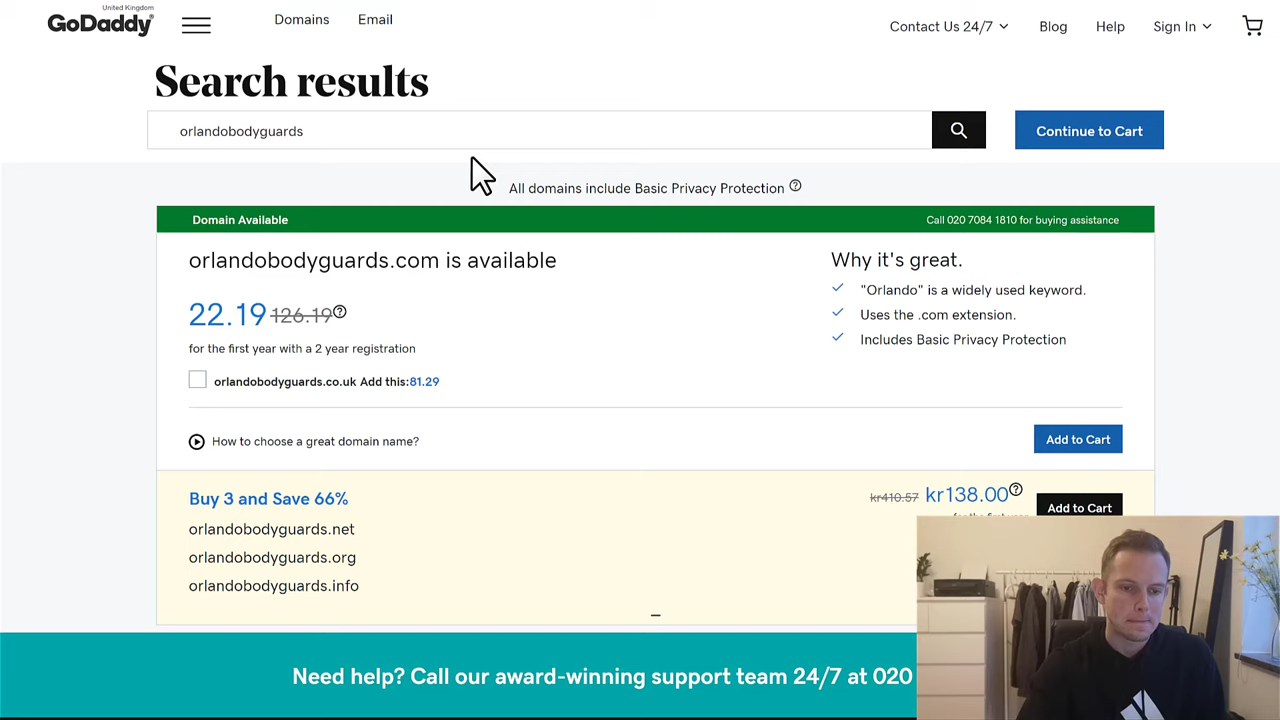 United Kingdom
GoDaddy
Domains
Email
Contact Us 24/7
Blog
Help
Sign In
Search results
orlandobodyguards
Continue to Cart
All domains include Basic Privacy Protection
Domain Available
Call 020 7084 1810 for buying assistance
orlandobodyguards.com is available
22.19 126.19
for the first year with a 2 year registration
orlandobodyguards.co.uk Add this:81.29
Why it's great.
"Orlando" is a widely used keyword.
Uses the .com extension.
Includes Basic Privacy Protection
How to choose a great domain name?
Add to Cart
Buy 3 and Save 66%
kr410.57 kr138.00
Add to Cart
orlandobodyguards.net
orlandobodyguards.org
orlandobodyguards.info
Need help? Call our award-winning support team 24/7 at 020